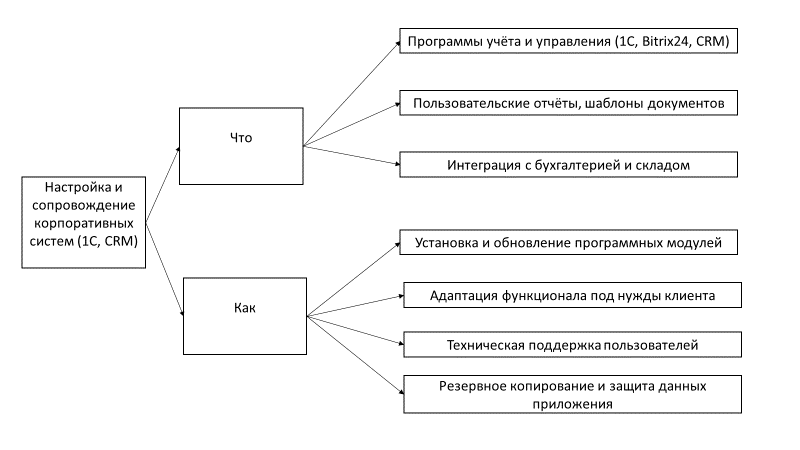 Настройка и
сопровождение
корпоративных
систем (1С, CRM)
Что
Программы учёта и управления (1С, Bitrix24, CRM)
Пользовательские отчёты, шаблоны документов
Интеграция с бухгалтерией и складом
Как
Установка и обновление программных модулей
Адаптация функционала под нужды клиента
Техническая поддержка пользователей
Резервное копирование и защита данных
приложения